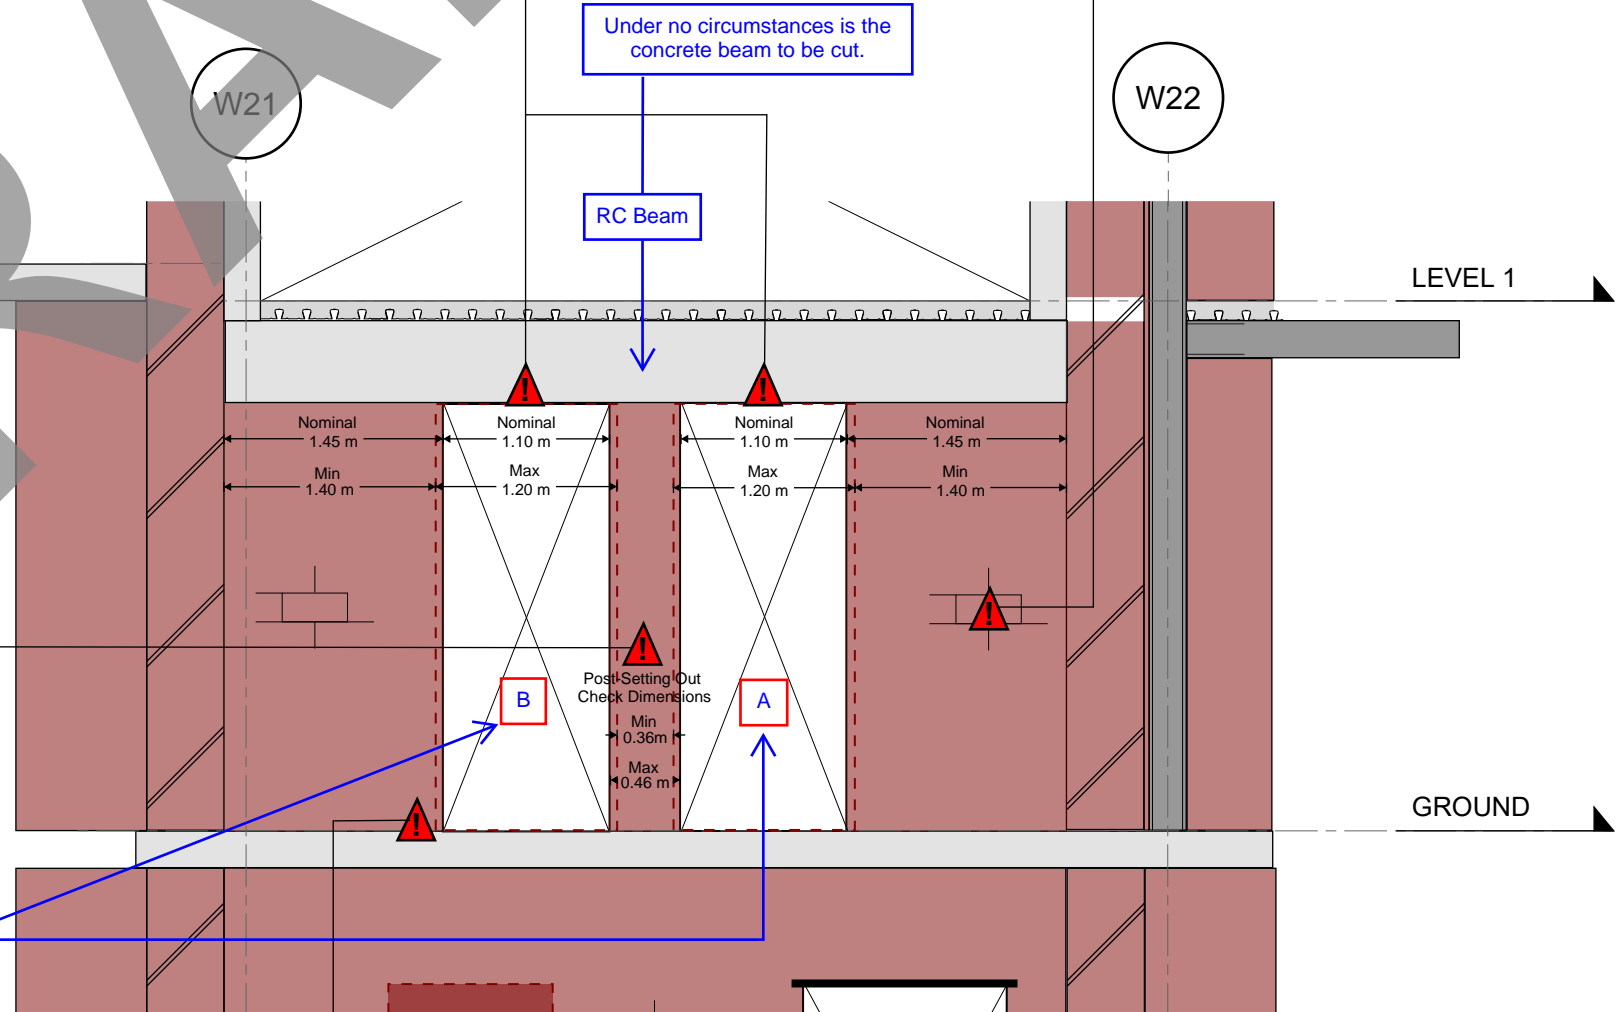 Under no circumstances is the
concrete beam to be cut.
W21
W22
RC Beam
LEVEL 1
Nominal
1.45 m
Nominal
1.10 m
Nominal
1.10 m
Nominal
1.45 m
Min
1.40 m
Max
1.20 m
Max
1.20 m
Min
1.40 m
!
!
!
!
!
Post-Setting Out
Check Dimensions
B
A
Min
0.36m
Max
0.46 m
GROUND